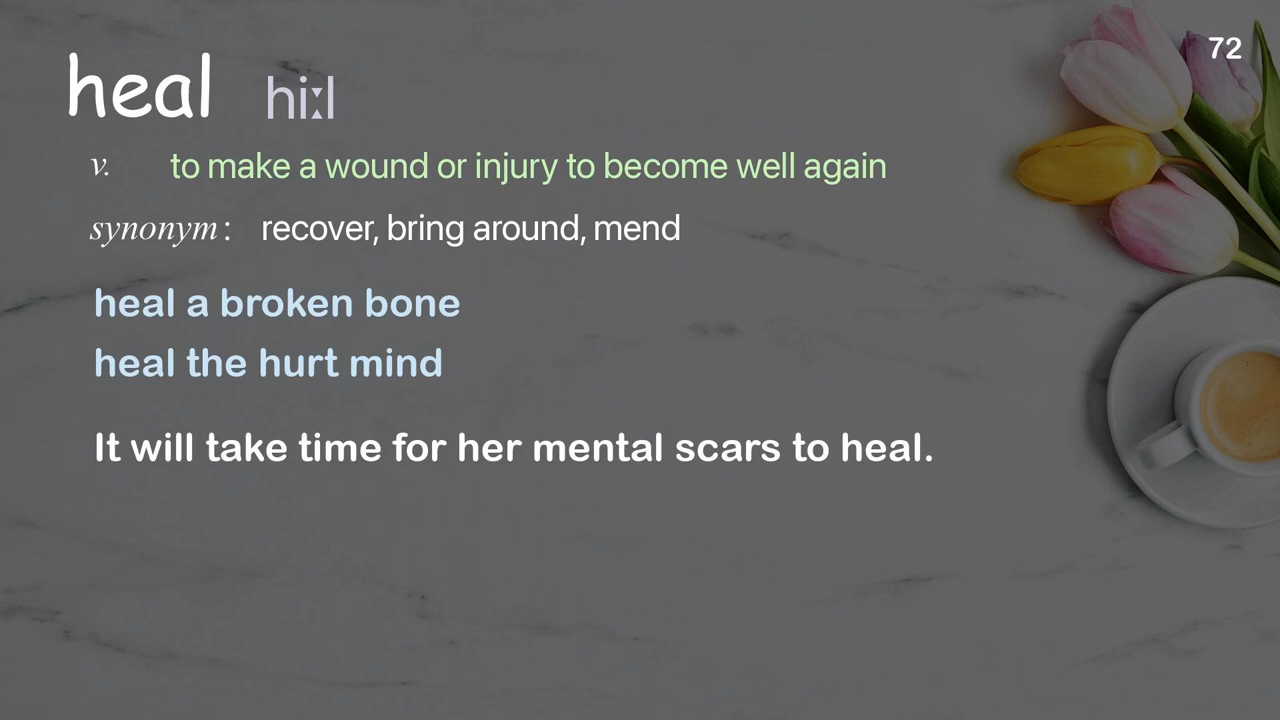 72
heal hiːl
v. to make a wound or injury to become well again
synonym : recover, bring around, mend
heal a broken bone
heal the hurt mind
It will take time for her mental scars to heal.